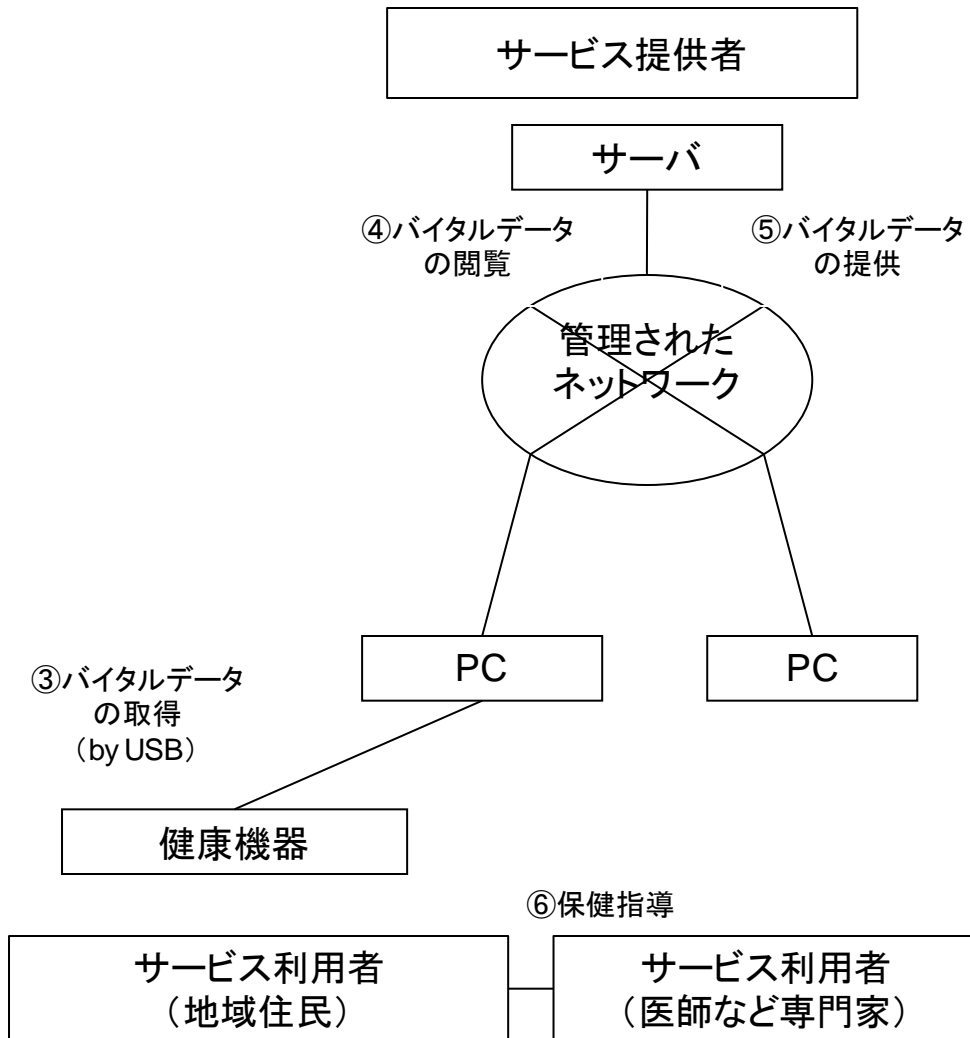 サービス提供者
サーバ
④バイタルデータ
の閲覧
⑤バイタルデータ
の提供
管理された
ネットワーク
PC
PC
③バイタルデータ
の取得
（by USB）
健康機器
⑥保健指導
サービス利用者
（地域住民）
サービス利用者
（医師など専門家）